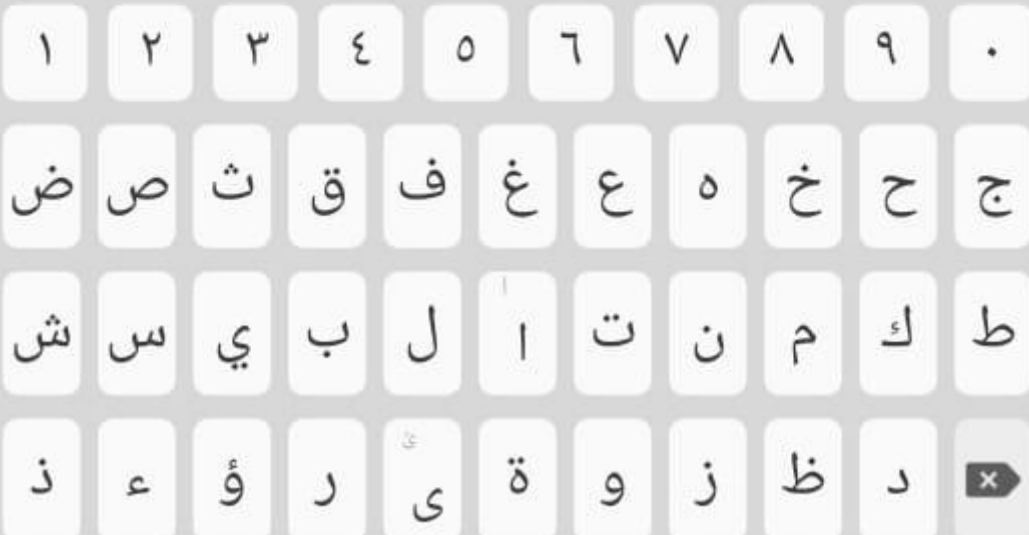 ١ ٢ ٣ ٤ ٥ ٦ ٧ ٨ ٩ ٠
ض ص ث ق ف غ ع ه خ ح ج
ش س ي ب ل ا ت ن م ك ط
ذ ء ؤ ر ى ة و ز ظ د